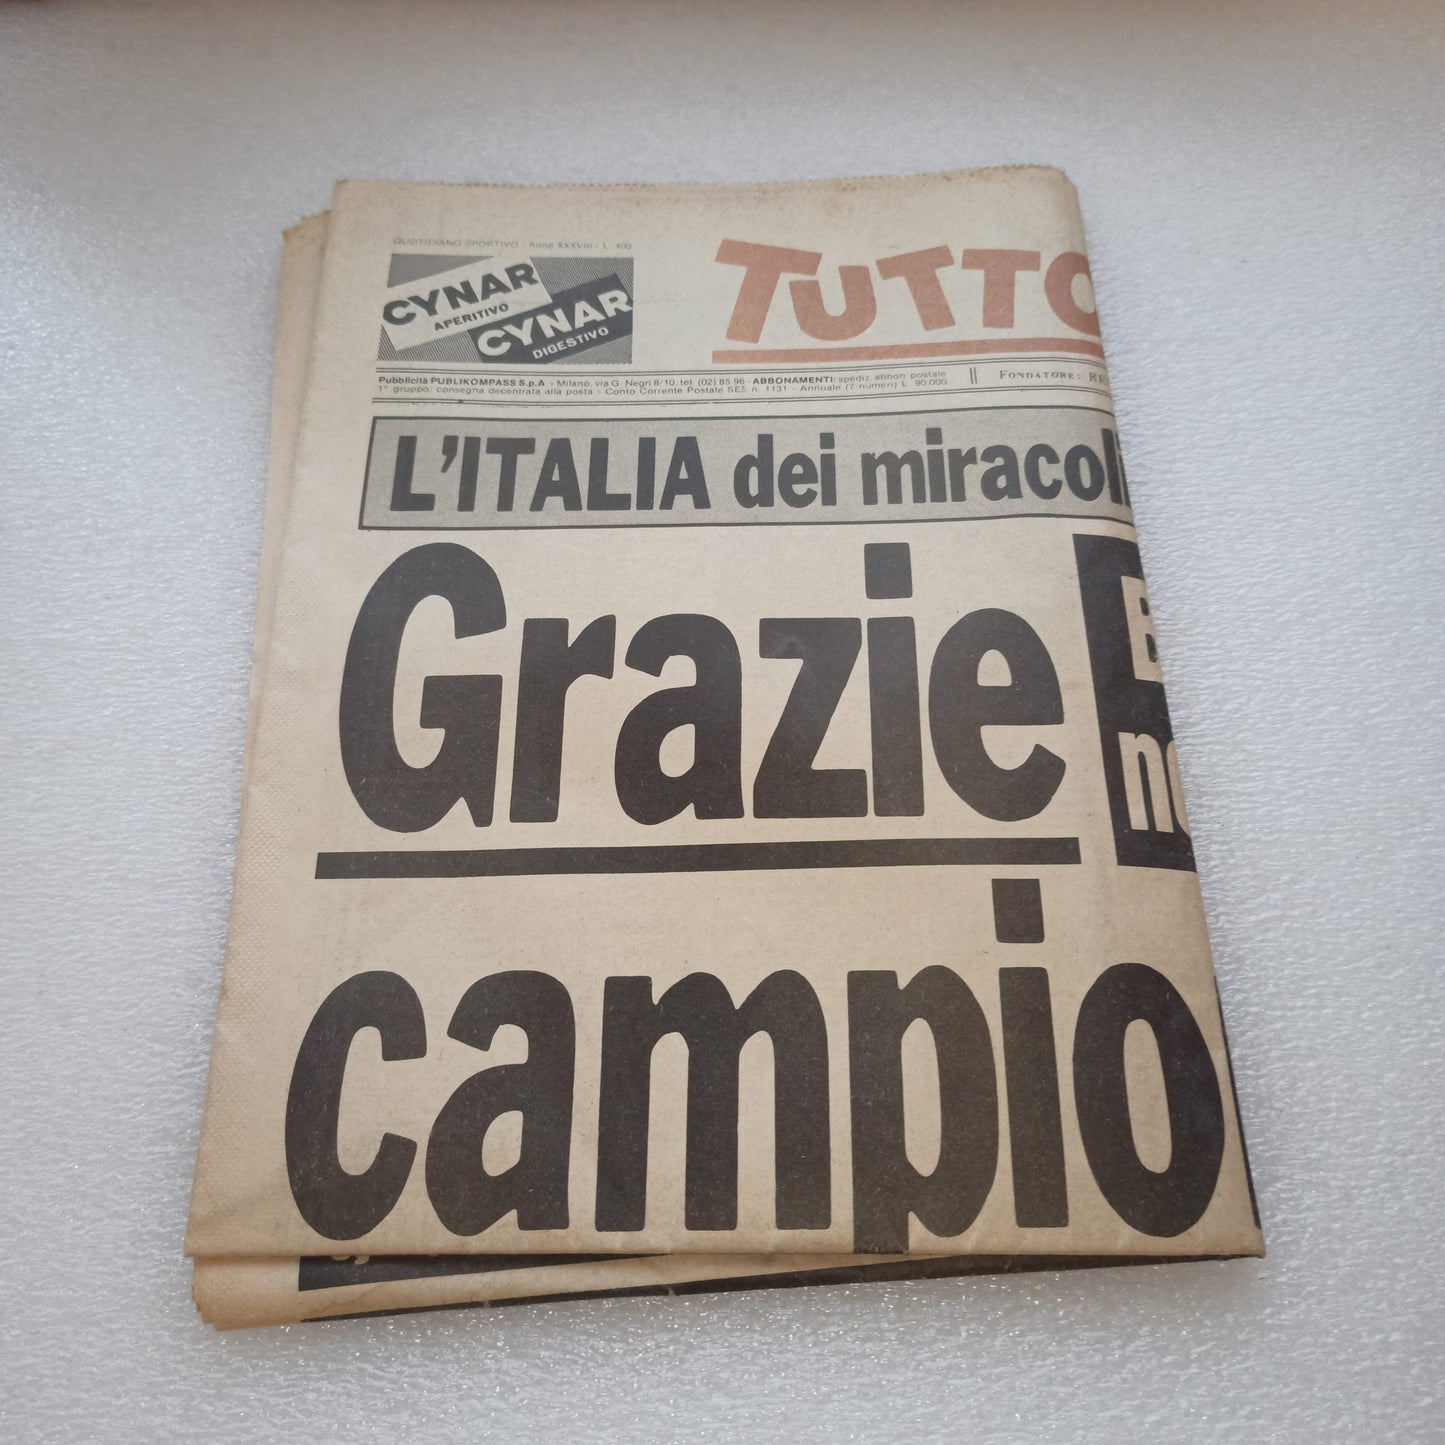 QUOTIDIANO SPORTIVO - Anno XXXVIII - L. 400
CYNAR
APERITIVO
CYNAR
DIGESTIVO
TUTTO
Pubblicità PUBLIKOMPASS S.p.A. - Milano, via G. Negri 8/10, tel. (02) 85.96 - ABBONAMENTI: spediz. abbon. postale
1° gruppo: consegna decentrata alla posta - Conto Corrente Postale SES n. 1131 - Annuale (7 numeri) L. 90.000.
FONDATORE: RE
L'ITALIA dei miracoli
Grazie
campio